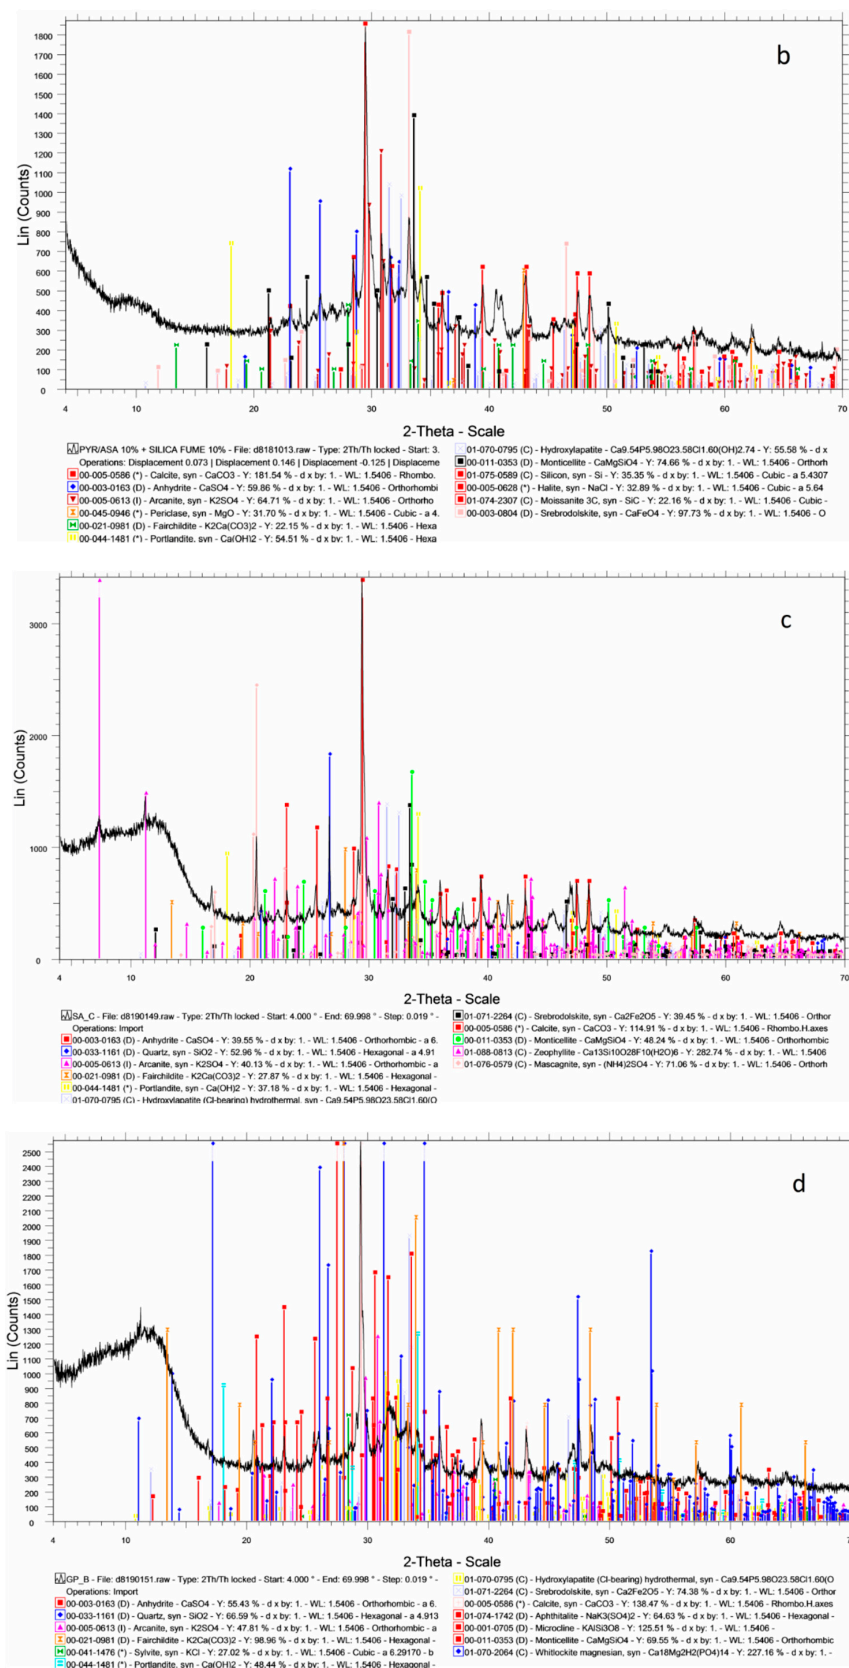 b
1800
1700
1600
1500
1400
1300
1200
1100
1000
900
800
700
600
500
400
300
200
100
0
Lin (Counts)
4 10 20 30 40 50 60 70
2-Theta - Scale
PYR/ASA 10% + SILICA FUME 10% - File: d8181013.raw - Type: 2Th/Th locked - Start: 3.
Operations: Displacement 0.073 | Displacement 0.146 | Displacement -0.125 | Displaceme
00-005-0586 (*) - Calcite, syn - CaCO3 - Y: 181.54 % - d x by: 1. - WL: 1.5406 - Rhombo.
00-003-0163 (D) - Anhydrite - CaSO4 - Y: 59.86 % - d x by: 1. - WL: 1.5406 - Orthorhombi
00-005-0613 (I) - Arcanite, syn - K2SO4 - Y: 64.71 % - d x by: 1. - WL: 1.5406 - Orthorho
00-045-0946 (*) - Periclase, syn - MgO - Y: 31.70 % - d x by: 1. - WL: 1.5406 - Cubic - a 4.
00-021-0981 (D) - Fairchildite - K2Ca(CO3)2 - Y: 22.15 % - d x by: 1. - WL: 1.5406 - Hexa
00-044-1481 (*) - Portlandite, syn - Ca(OH)2 - Y: 54.51 % - d x by: 1. - WL: 1.5406 - Hexa
01-070-0795 (C) - Hydroxylapatite - Ca9.54P5.98O23.58Cl1.60(OH)2.74 - Y: 55.58 % - d x
00-011-0353 (D) - Monticellite - CaMgSiO4 - Y: 74.66 % - d x by: 1. - WL: 1.5406 - Orthorh
01-075-0589 (C) - Silicon, syn - Si - Y: 35.35 % - d x by: 1. - WL: 1.5406 - Cubic - a 5.4307
00-005-0628 (*) - Halite, syn - NaCl - Y: 32.89 % - d x by: 1. - WL: 1.5406 - Cubic - a 5.64
01-074-2307 (C) - Moissanite 3C, syn - SiC - Y: 22.16 % - d x by: 1. - WL: 1.5406 - Cubic -
00-003-0804 (D) - Srebrodolskite, syn - CaFeO4 - Y: 97.73 % - d x by: 1. - WL: 1.5406 - O
c
3000
2000
1000
0
Lin (Counts)
4 10 20 30 40 50 60 70
2-Theta - Scale
SA_C - File: d8190149.raw - Type: 2Th/Th locked - Start: 4.000 ° - End: 69.998 ° - Step: 0.019 ° -
Operations: Import
00-003-0163 (D) - Anhydrite - CaSO4 - Y: 39.55 % - d x by: 1. - WL: 1.5406 - Orthorhombic - a 6.
00-033-1161 (D) - Quartz, syn - SiO2 - Y: 52.96 % - d x by: 1. - WL: 1.5406 - Hexagonal - a 4.91
00-005-0613 (I) - Arcanite, syn - K2SO4 - Y: 40.13 % - d x by: 1. - WL: 1.5406 - Orthorhombic - a
00-021-0981 (D) - Fairchildite - K2Ca(CO3)2 - Y: 27.87 % - d x by: 1. - WL: 1.5406 - Hexagonal -
00-044-1481 (*) - Portlandite, syn - Ca(OH)2 - Y: 37.18 % - d x by: 1. - WL: 1.5406 - Hexagonal -
01-070-0795 (C) - Hydroxylapatite (Cl-bearing) hydrothermal, syn - Ca9.54P5.98O23.58Cl1.60(O
01-071-2264 (C) - Srebrodolskite, syn - Ca2Fe2O5 - Y: 39.45 % - d x by: 1. - WL: 1.5406 - Orthor
00-005-0586 (*) - Calcite, syn - CaCO3 - Y: 114.91 % - d x by: 1. - WL: 1.5406 - Rhombo.H.axes
00-011-0353 (D) - Monticellite - CaMgSiO4 - Y: 48.24 % - d x by: 1. - WL: 1.5406 - Orthorhombic
01-088-0813 (C) - Zeophyllite - Ca13Si10O28F10(H2O)6 - Y: 282.74 % - d x by: 1. - WL: 1.5406
01-076-0579 (C) - Mascagnite, syn - (NH4)2SO4 - Y: 71.06 % - d x by: 1. - WL: 1.5406 - Orthorh
d
2500
2400
2300
2200
2100
2000
1900
1800
1700
1600
1500
1400
1300
1200
1100
1000
900
800
700
600
500
400
300
200
100
0
Lin (Counts)
4 10 20 30 40 50 60 70
2-Theta - Scale
GP_B - File: d8190151.raw - Type: 2Th/Th locked - Start: 4.000 ° - End: 69.998 ° - Step: 0.019 ° -
Operations: Import
00-003-0163 (D) - Anhydrite - CaSO4 - Y: 55.43 % - d x by: 1. - WL: 1.5406 - Orthorhombic - a 6.
00-033-1161 (D) - Quartz, syn - SiO2 - Y: 66.59 % - d x by: 1. - WL: 1.5406 - Hexagonal - a 4.913
00-005-0613 (I) - Arcanite, syn - K2SO4 - Y: 47.81 % - d x by: 1. - WL: 1.5406 - Orthorhombic - a
00-021-0981 (D) - Fairchildite - K2Ca(CO3)2 - Y: 98.96 % - d x by: 1. - WL: 1.5406 - Hexagonal -
00-041-1476 (*) - Sylvite, syn - KCl - Y: 27.02 % - d x by: 1. - WL: 1.5406 - Cubic - a 6.29170 - b
00-044-1481 (*) - Portlandite, syn - Ca(OH)2 - Y: 48.44 % - d x by: 1. - WL: 1.5406 - Hexagonal -
01-070-0795 (C) - Hydroxylapatite (Cl-bearing) hydrothermal, syn - Ca9.54P5.98O23.58Cl1.60(O
01-071-2264 (C) - Srebrodolskite, syn - Ca2Fe2O5 - Y: 74.38 % - d x by: 1. - WL: 1.5406 - Orthor
00-005-0586 (*) - Calcite, syn - CaCO3 - Y: 138.47 % - d x by: 1. - WL: 1.5406 - Rhombo.H.axes
01-074-1742 (C) - Aphthitalite - NaK3(SO4)2 - Y: 64.63 % - d x by: 1. - WL: 1.5406 - Hexagonal -
00-001-0705 (D) - Microcline - KAlSi3O8 - Y: 125.51 % - d x by: 1. - WL: 1.5406 -
00-011-0353 (D) - Monticellite - CaMgSiO4 - Y: 69.55 % - d x by: 1. - WL: 1.5406 - Orthorhombic
01-070-2064 (C) - Whitlockite magnesian, syn - Ca18Mg2H2(PO4)14 - Y: 227.16 % - d x by: 1. -